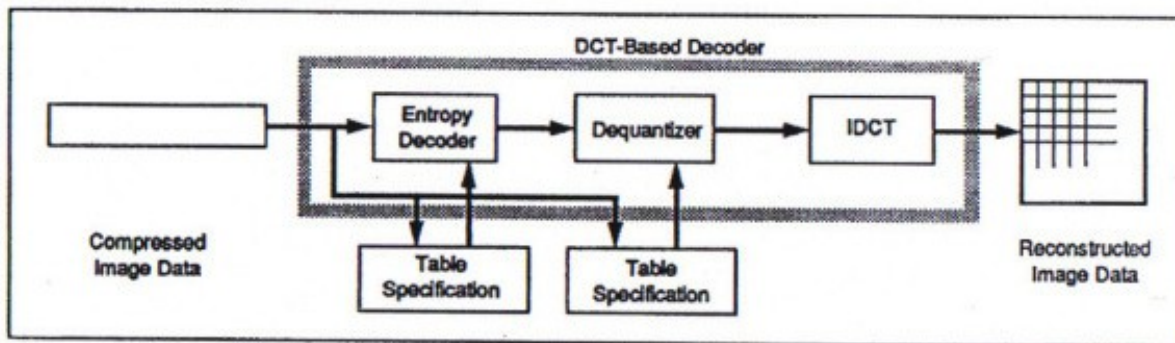 DCT-Based Decoder
Entropy
Decoder
Dequantizer
IDCT
Compressed
Image Data
Table
Specification
Table
Specification
Reconstructed
Image Data